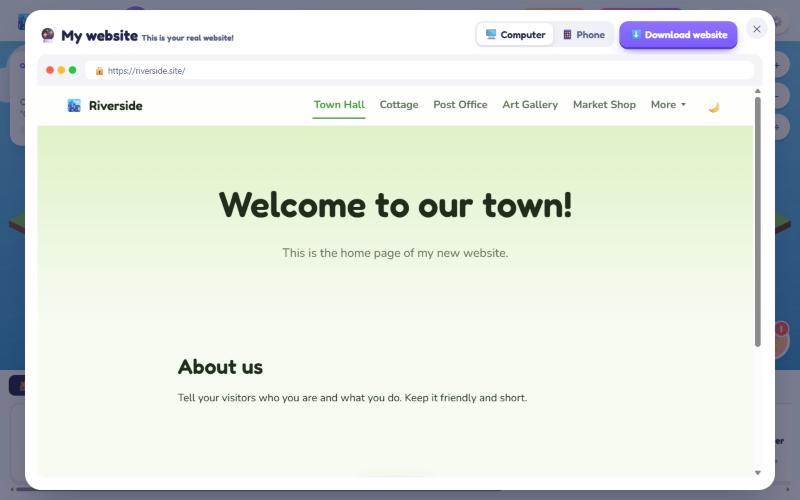 My website This is your real website!
Computer
Phone
Download website
https://riverside.site/
Riverside
Town Hall
Cottage
Post Office
Art Gallery
Market Shop
More
Welcome to our town!
This is the home page of my new website.
About us
Tell your visitors who you are and what you do. Keep it friendly and short.